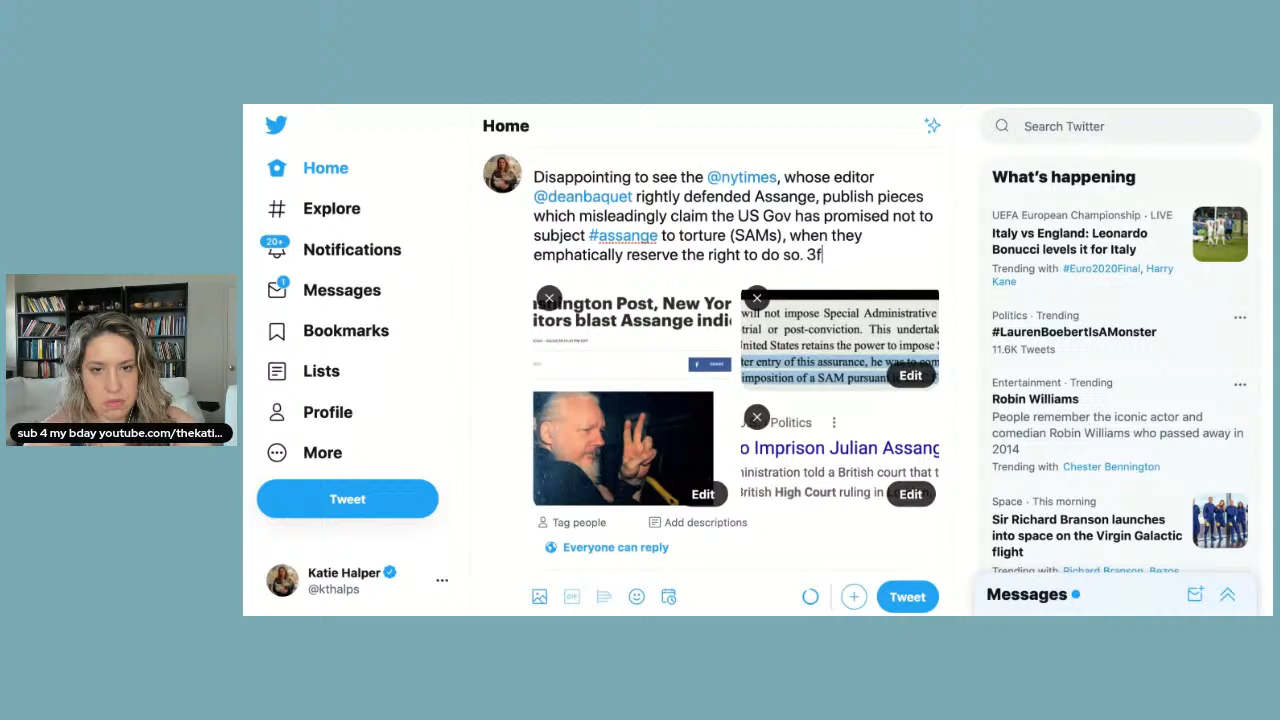 Home
Explore
20+
Notifications
1
Messages
Bookmarks
Lists
Profile
More
Tweet
Katie Halper
@kthalps
sub 4 my bday youtube.com/thekati...
Home
Disappointing to see the @nytimes, whose editor
@deanbaquet rightly defended Assange, publish pieces
which misleadingly claim the US Gov has promised not to
subject #assange to torture (SAMs), when they
emphatically reserve the right to do so. 3f
shington Post, New Yor
itors blast Assange indi
Edit
will not impose Special Administrative
trial or post-conviction. This undertak
United States retains the power to impose
ter entry of this assurance, he was to com
imposition of a SAM pursuant
Edit
Politics
o Imprison Julian Assang
ministration told a British court that t
British High Court ruling in
Edit
Tag people
Add descriptions
Everyone can reply
GIF
Tweet
Search Twitter
What's happening
UEFA European Championship · LIVE
Italy vs England: Leonardo
Bonucci levels it for Italy
Trending with #Euro2020Final, Harry
Kane
Politics · Trending
#LaurenBoebertIsAMonster
11.6K Tweets
Entertainment · Trending
Robin Williams
People remember the iconic actor and
comedian Robin Williams who passed away in
2014
Trending with Chester Bennington
Space · This morning
Sir Richard Branson launches
into space on the Virgin Galactic
flight
Trending with Richard Branson, Bezos
Messages